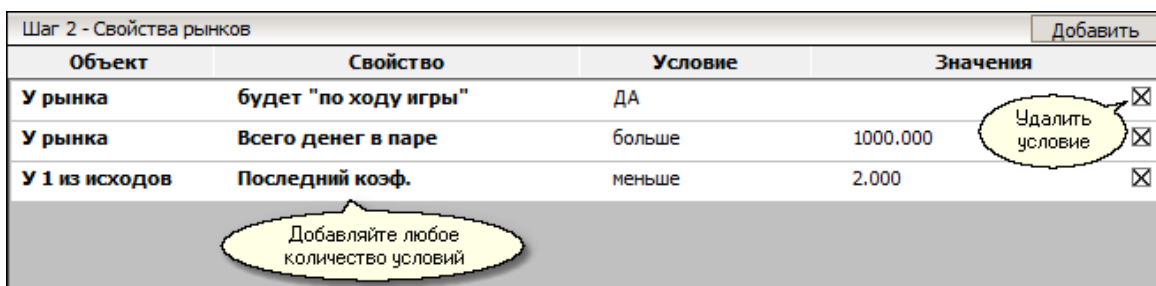 Шаг 2 - Свойства рынков Добавить
Объект Свойство Условие Значения
У рынка будет "по ходу игры" ДА
Удалить
условие
У рынка Всего денег в паре больше 1000.000
У 1 из исходов Последний коэф. меньше 2.000
Добавляйте любое
количество условий